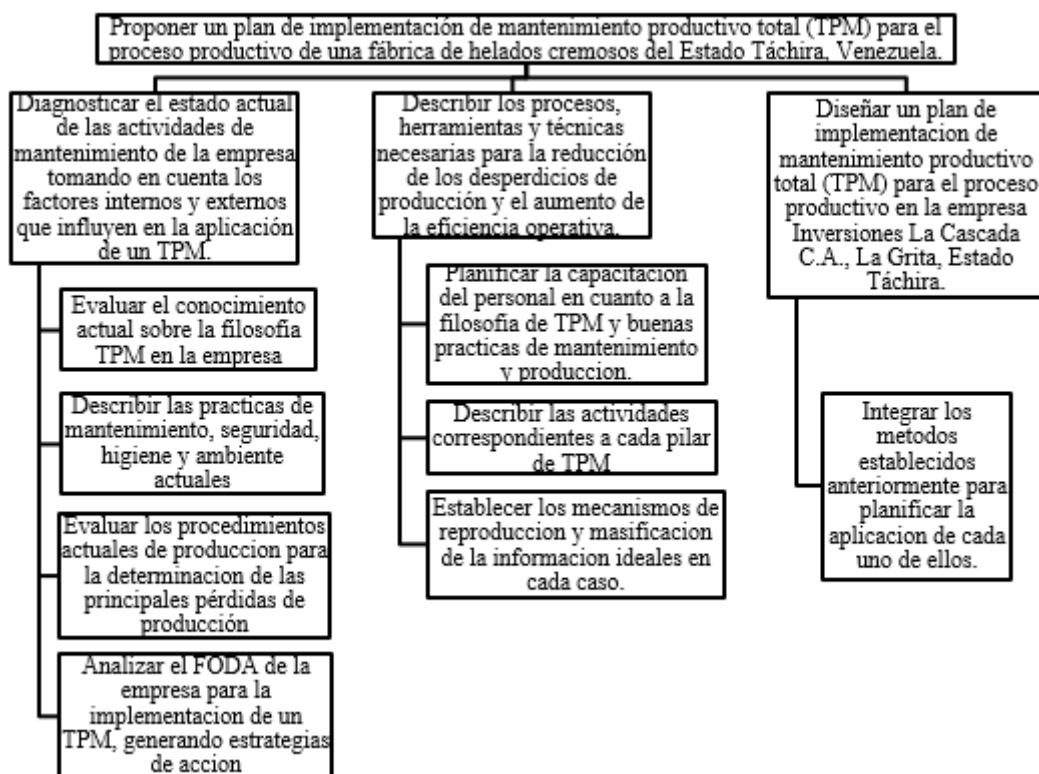 Proponer un plan de implementación de mantenimiento productivo total (TPM) para el
proceso productivo de una fábrica de helados cremosos del Estado Táchira, Venezuela.
Diagnosticar el estado actual
de las actividades de
mantenimiento de la empresa
tomando en cuenta los
factores internos y externos
que influyen en la aplicación
de un TPM.
Evaluar el conocimiento
actual sobre la filosofía
TPM en la empresa
Describir las practicas de
mantenimiento, seguridad,
higiene y ambiente
actuales
Evaluar los procedimientos
actuales de produccion para
la determinacion de las
principales pérdidas de
producción
Analizar el FODA de la
empresa para la
implementacion de un
TPM, generando estrategias
de accion
Describir los procesos,
herramientas y técnicas
necesarias para la reducción
de los desperdicios de
producción y el aumento de
la eficiencia operativa.
Planificar la capacitación
del personal en cuanto a la
filosofía de TPM y buenas
practicas de mantenimiento
y produccion.
Describir las actividades
correspondientes a cada pilar
de TPM
Establecer los mecanismos de
reproduccion y masificacion
de la informacion ideales en
cada caso.
Diseñar un plan de
implementacion de
mantenimiento productivo
total (TPM) para el proceso
productivo en la empresa
Inversiones La Cascada
C.A., La Grita, Estado
Táchira.
Integrar los
metodos
establecidos
anteriormente para
planificar la
aplicacion de cada
uno de ellos.